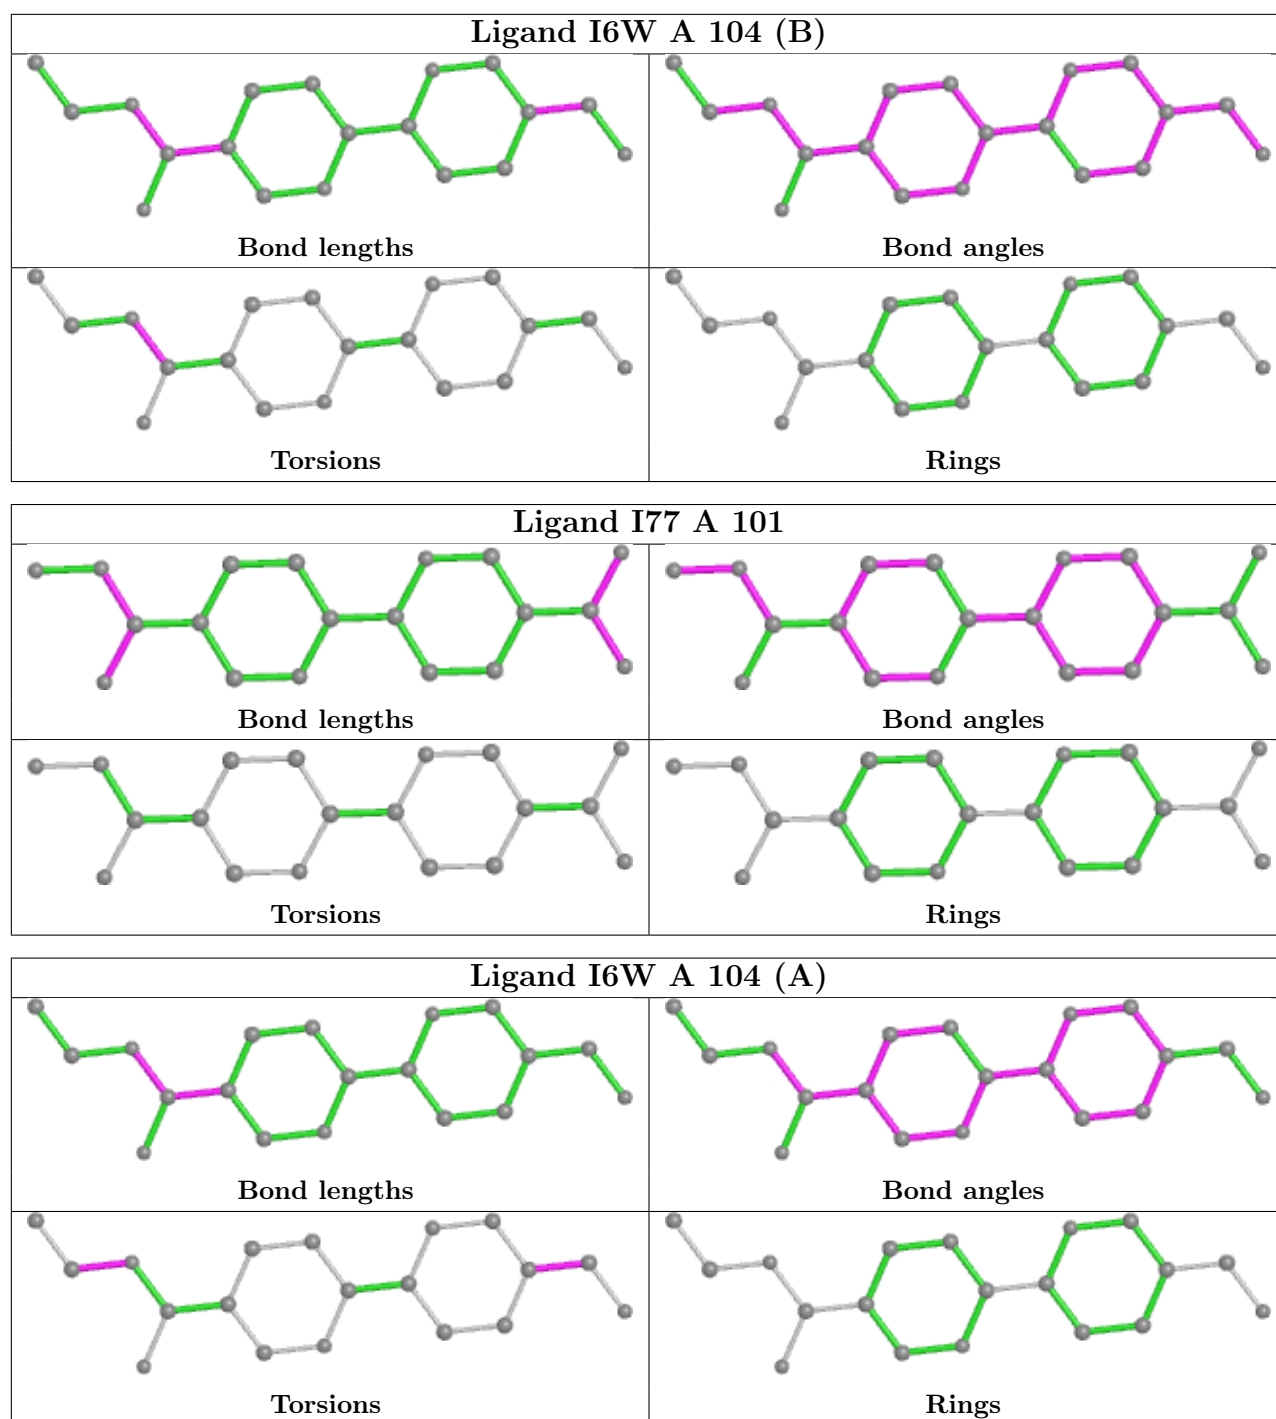 Ligand I6W A 104 (B)
Bond lengths
Bond angles
Torsions
Rings
Ligand I77 A 101
Bond lengths
Bond angles
Torsions
Rings
Ligand I6W A 104 (A)
Bond lengths
Bond angles
Torsions
Rings